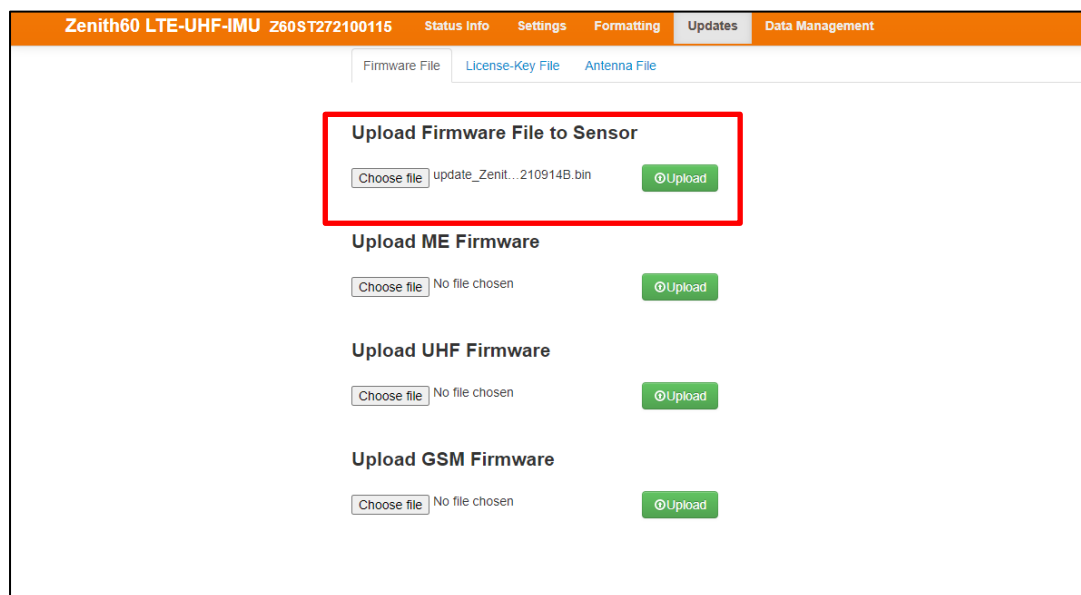 Zenith60 LTE-UHF-IMU Z60ST272100115 Status Info Settings Formatting Updates Data Management
Firmware File License-Key File Antenna File
Upload Firmware File to Sensor
Choose file update_Zenit...210914B.bin Upload
Upload ME Firmware
Choose file No file chosen Upload
Upload UHF Firmware
Choose file No file chosen Upload
Upload GSM Firmware
Choose file No file chosen Upload